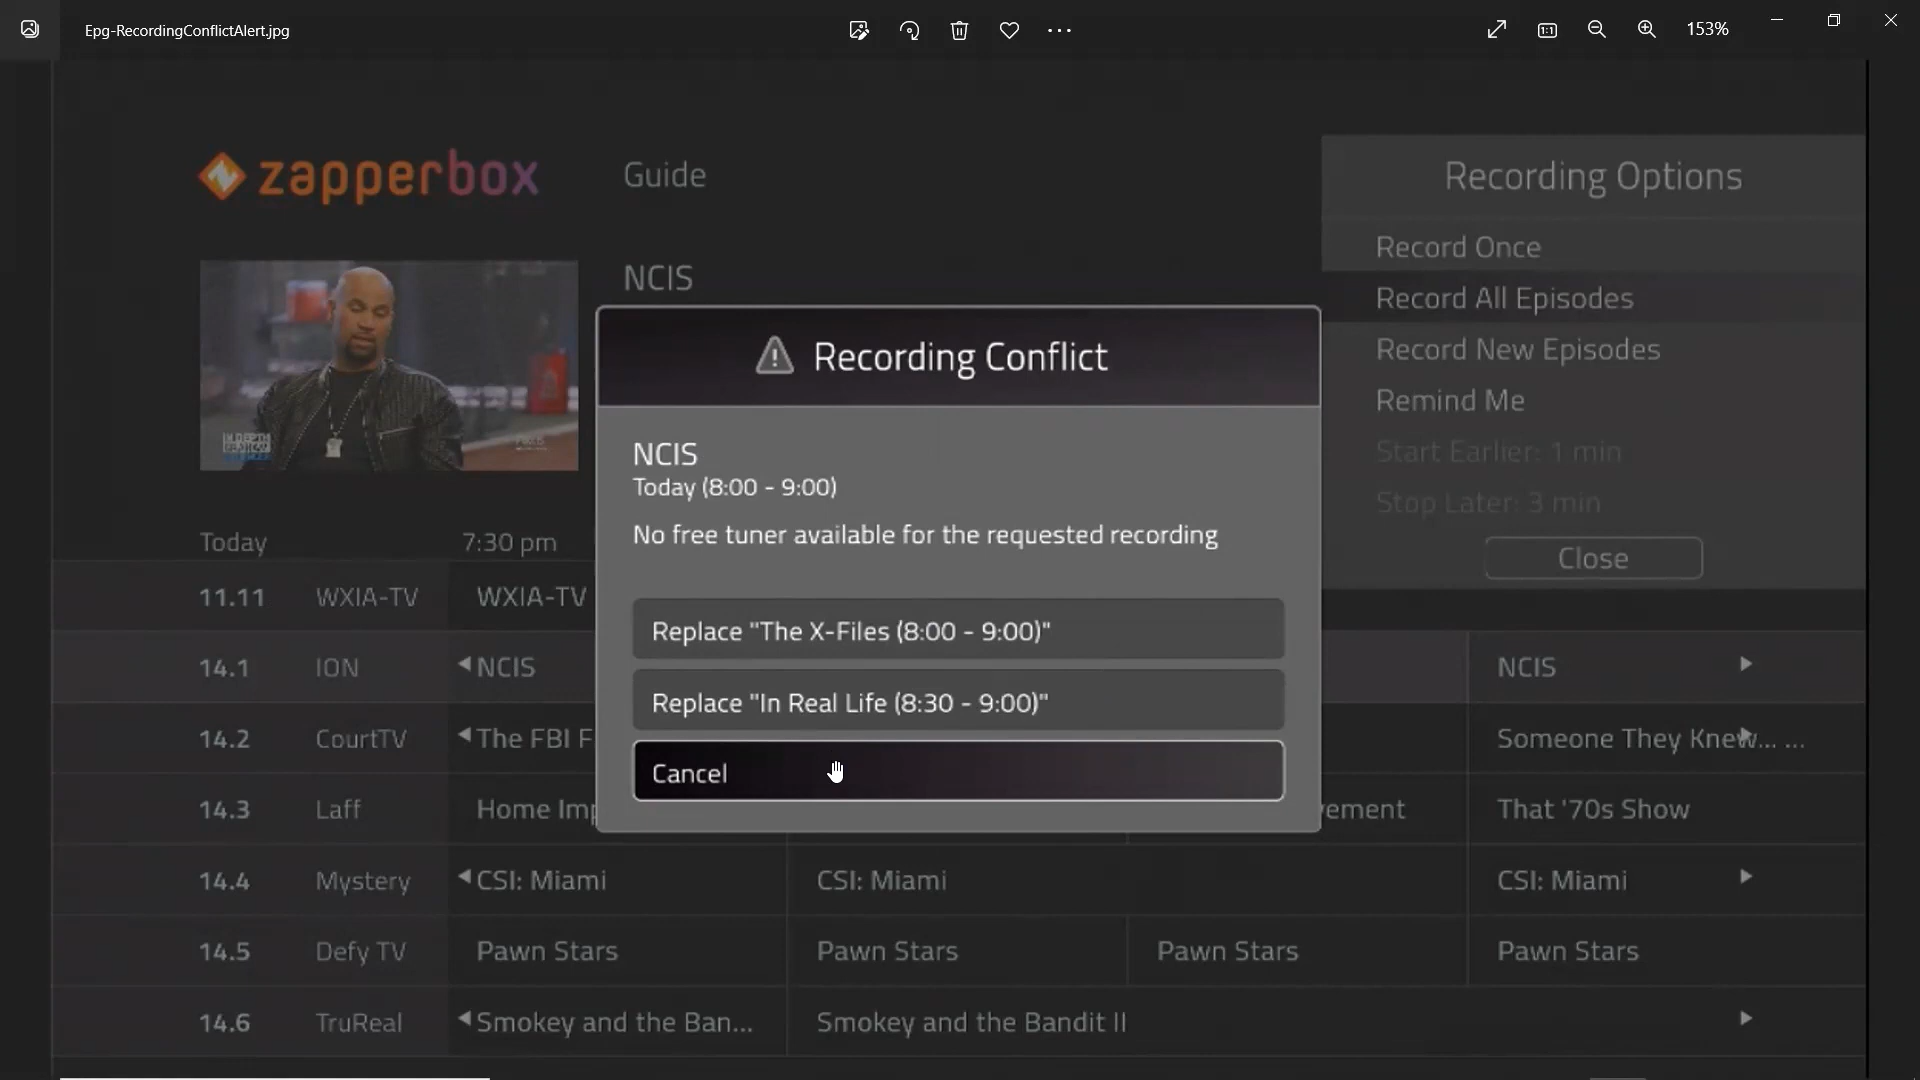 Epg-RecordingConflictAlert.jpg
153%
zapperbox
Guide
Recording Options
Record Once
NCIS
Record All Episodes
Record New Episodes
Remind Me
Start Earlier: 1 min
Stop Later: 3 min
Close
Recording Conflict
NCIS
Today (8:00 - 9:00)
No free tuner available for the requested recording
Replace "The X-Files (8:00 - 9:00)"
Replace "In Real Life (8:30 - 9:00)"
Cancel
Today 7:30 pm
11.11 WXIA-TV WXIA-TV
14.1 ION NCIS NCIS
14.2 CourtTV The FBI F Someone They Knew... ...
14.3 Laff Home Imp vement That '70s Show
14.4 Mystery CSI: Miami CSI: Miami CSI: Miami
14.5 Defy TV Pawn Stars Pawn Stars Pawn Stars Pawn Stars
14.6 TruReal Smokey and the Ban... Smokey and the Bandit II